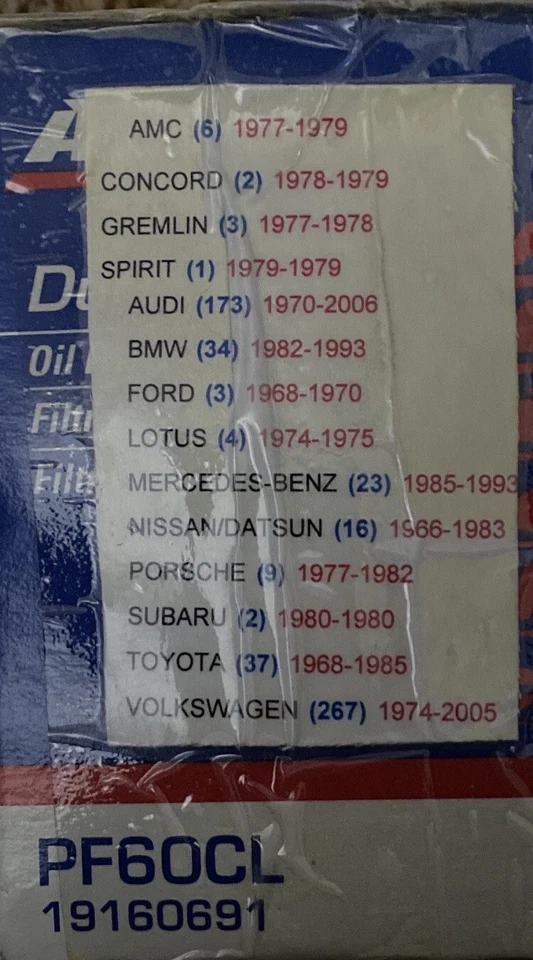 A
AMC (6) 1977-1979
CONCORD (2) 1978-1979
GREMLIN (3) 1977-1978
SPIRIT (1) 1979-1979
AUDI (173) 1970-2006
BMW (34) 1982-1993
FORD (3) 1968-1970
LOTUS (4) 1974-1975
MERCEDES-BENZ (23) 1985-1993
NISSAN/DATSUN (16) 1966-1983
PORSCHE (9) 1977-1982
SUBARU (2) 1980-1980
TOYOTA (37) 1968-1985
VOLKSWAGEN (267) 1974-2005
Oil
Filt
PF60CL
19160691